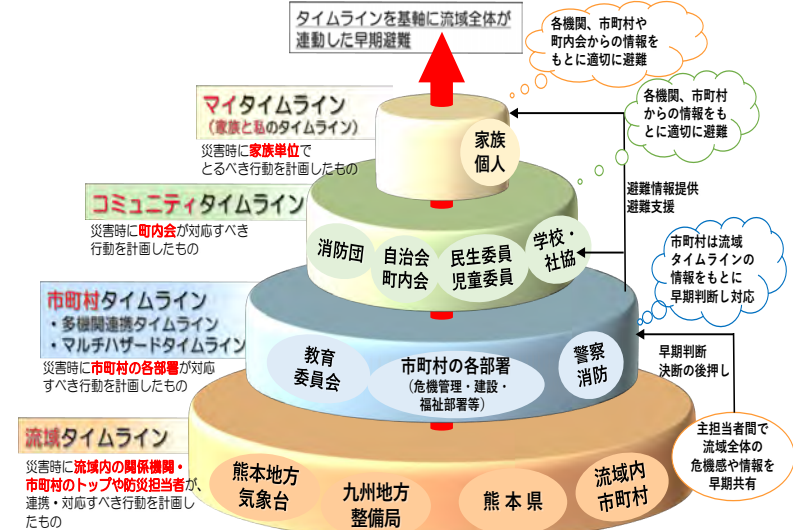 タイムラインを基軸に流域全体が
連動した早期避難
各機関、市町村や
町内会からの情報を
もとに適切に避難
マイタイムライン
（家族と私のタイムライン）
災害時に家族単位で
とるべき行動を計画したもの
家族
個人
各機関、市町村
からの情報をも
とに適切に避難
避難情報提供
避難支援
コミュニティタイムライン
災害時に町内会が対応すべき
行動を計画したもの
消防団
自治会
町内会
民生委員
児童委員
学校・
社協
市町村は流域
タイムラインの
情報をもとに
早期判断し対応
市町村タイムライン
・多機関連携タイムライン
・マルチハザードタイムライン
災害時に市町村の各部署が対応
すべき行動を計画したもの
教育
委員会
市町村の各部署
（危機管理・建設・
福祉部署等）
警察
消防
早期判断
決断の後押し
流域タイムライン
災害時に流域内の関係機関・
市町村のトップや防災担当者が、
連携・対応すべき行動を計画し
たもの
熊本地方
気象台
九州地方
整備局
熊本県
流域内
市町村
主担当者間で
流域全体の
危機感や情報を
早期共有